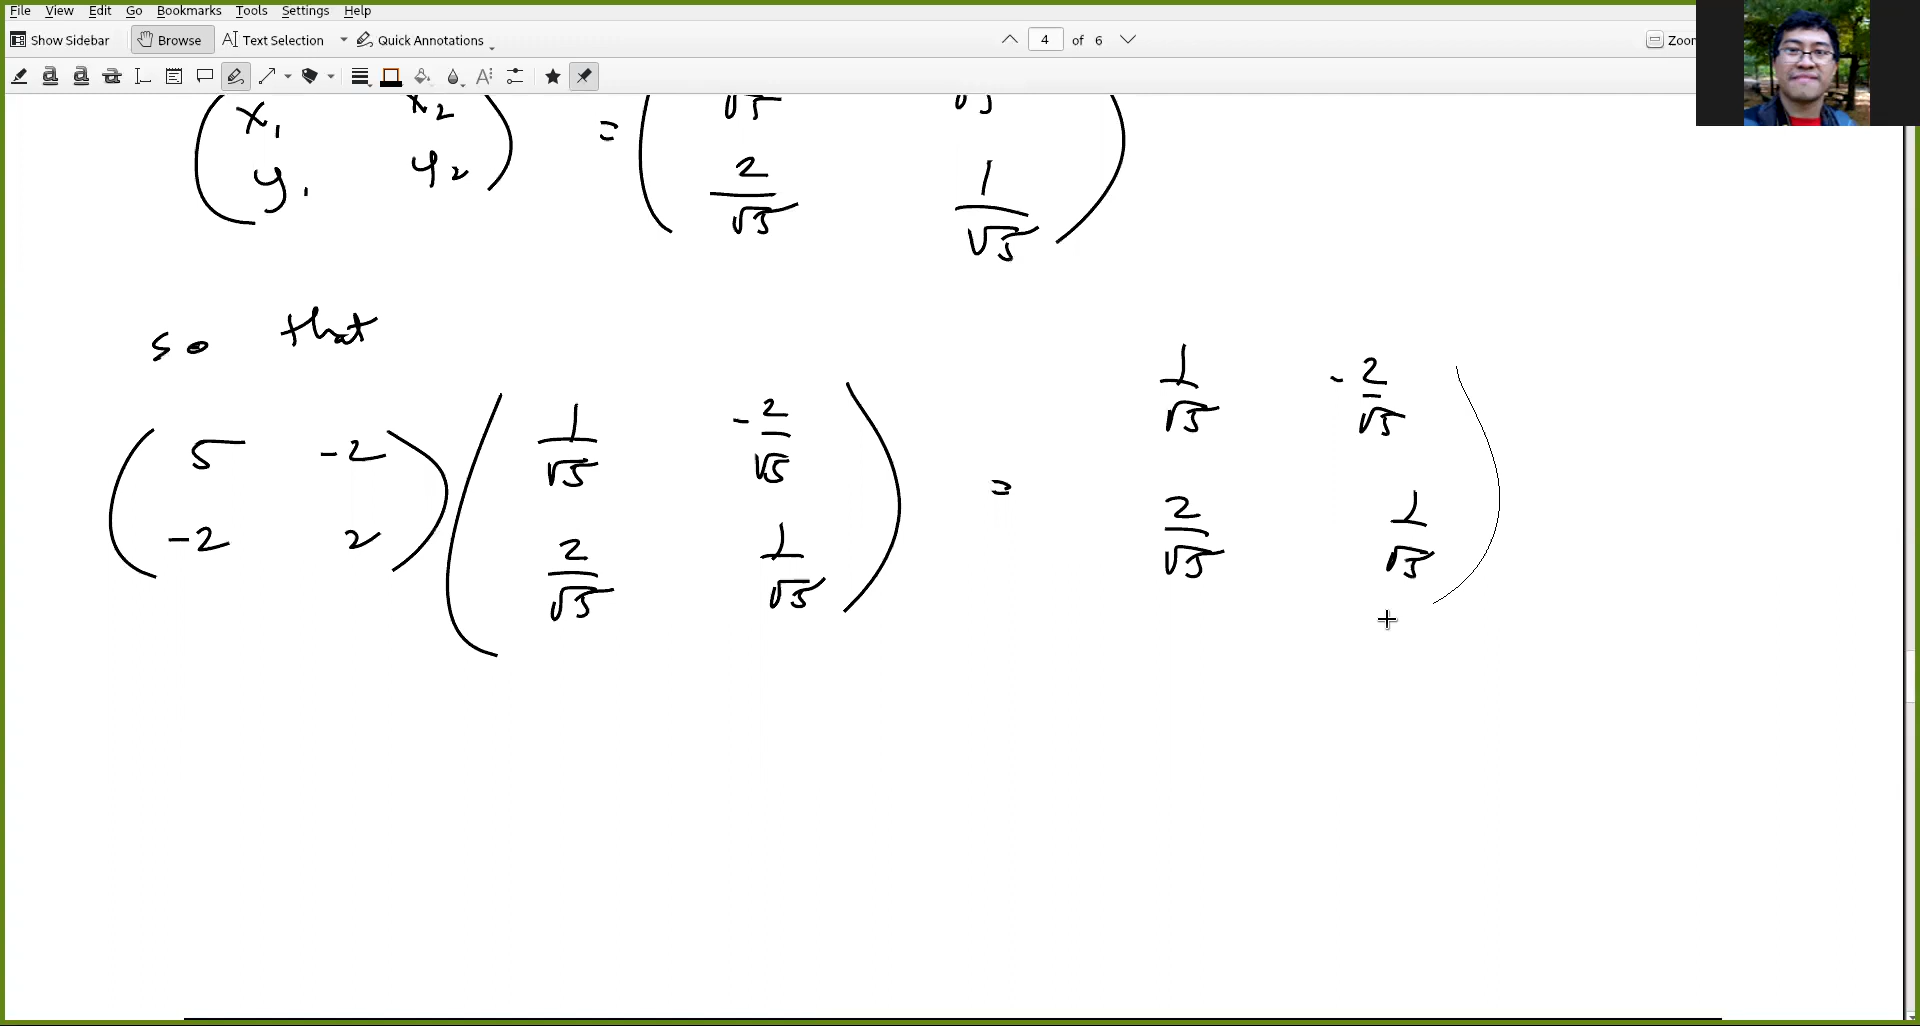 File View Edit Go Bookmarks Tools Settings Help
Show Sidebar Browse Text Selection Quick Annotations 4 of 6
( x₁ x₂ ) = ( √5 √5
y₁ y₂ 2/√5 1/√5 )
so that
( 5 -2 ) ( 1/√5 -2/√5 ) = 1/√5 -2/√5 )
-2 2 2/√5 1/√5 2/√5 1/√5